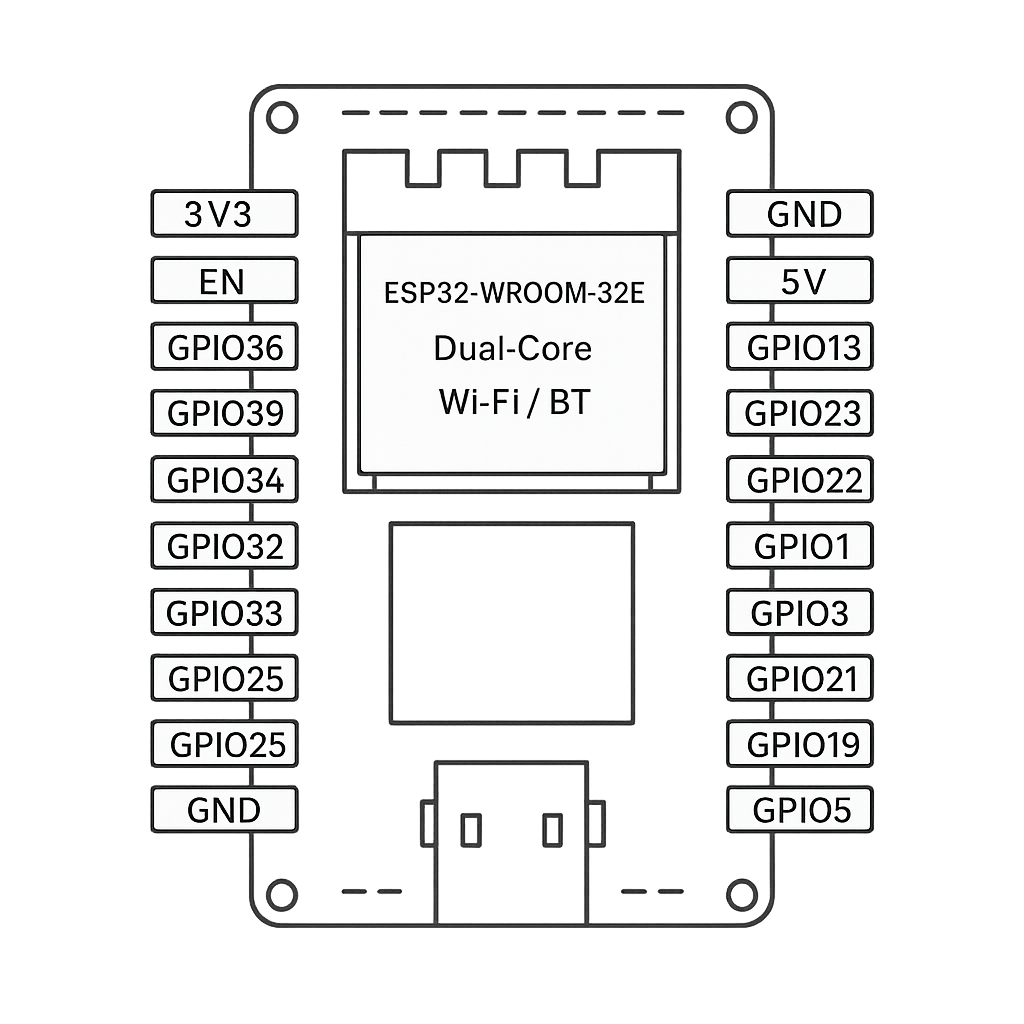 3V3
EN
GPIO36
GPIO39
GPIO34
GPIO32
GPIO33
GPIO25
GPIO25
GND
ESP32-WROOM-32E
Dual-Core
Wi-Fi / BT
GND
5V
GPIO13
GPIO23
GPIO22
GPIO1
GPIO3
GPIO21
GPIO19
GPIO5